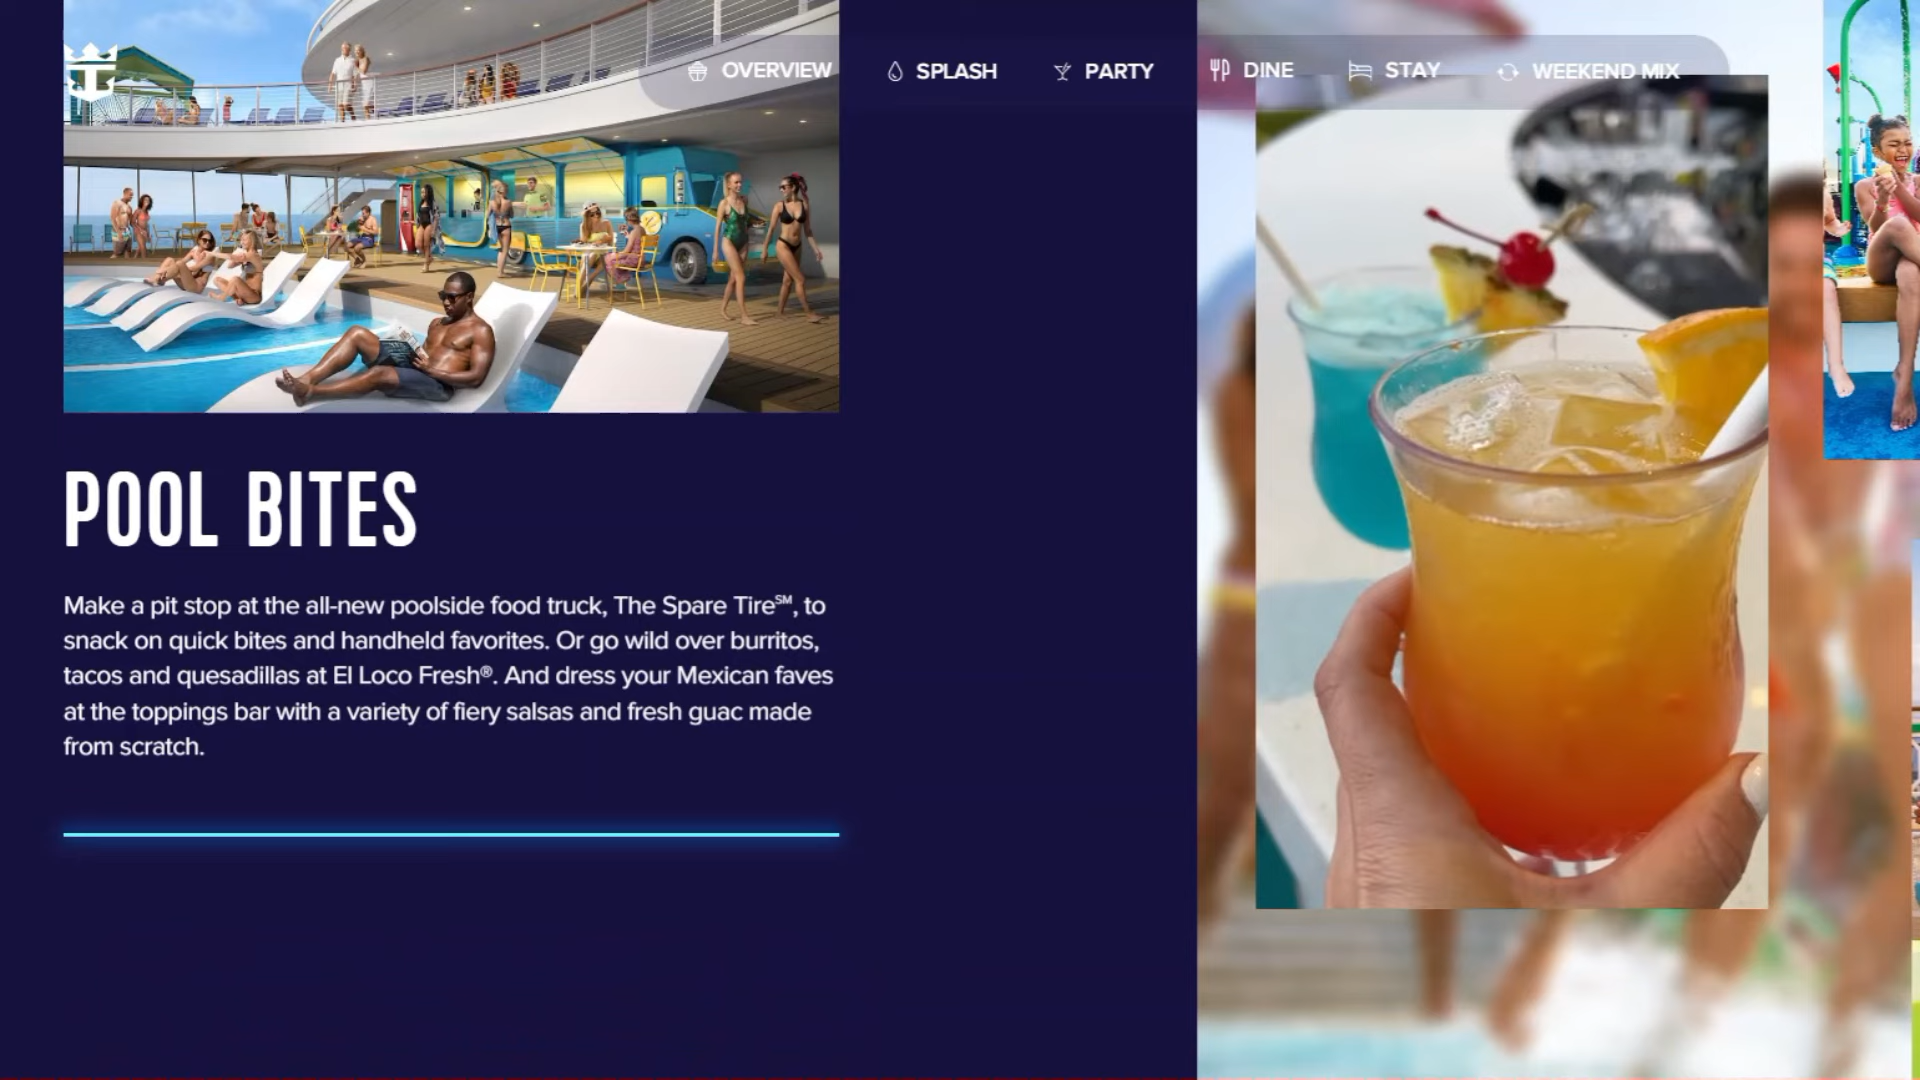 OVERVIEW
SPLASH
PARTY
DINE
STAY
WEEKEND MIX
POOL BITES
Make a pit stop at the all-new poolside food truck, The Spare Tire℠, to
snack on quick bites and handheld favorites. Or go wild over burritos,
tacos and quesadillas at El Loco Fresh®. And dress your Mexican faves
at the toppings bar with a variety of fiery salsas and fresh guac made
from scratch.